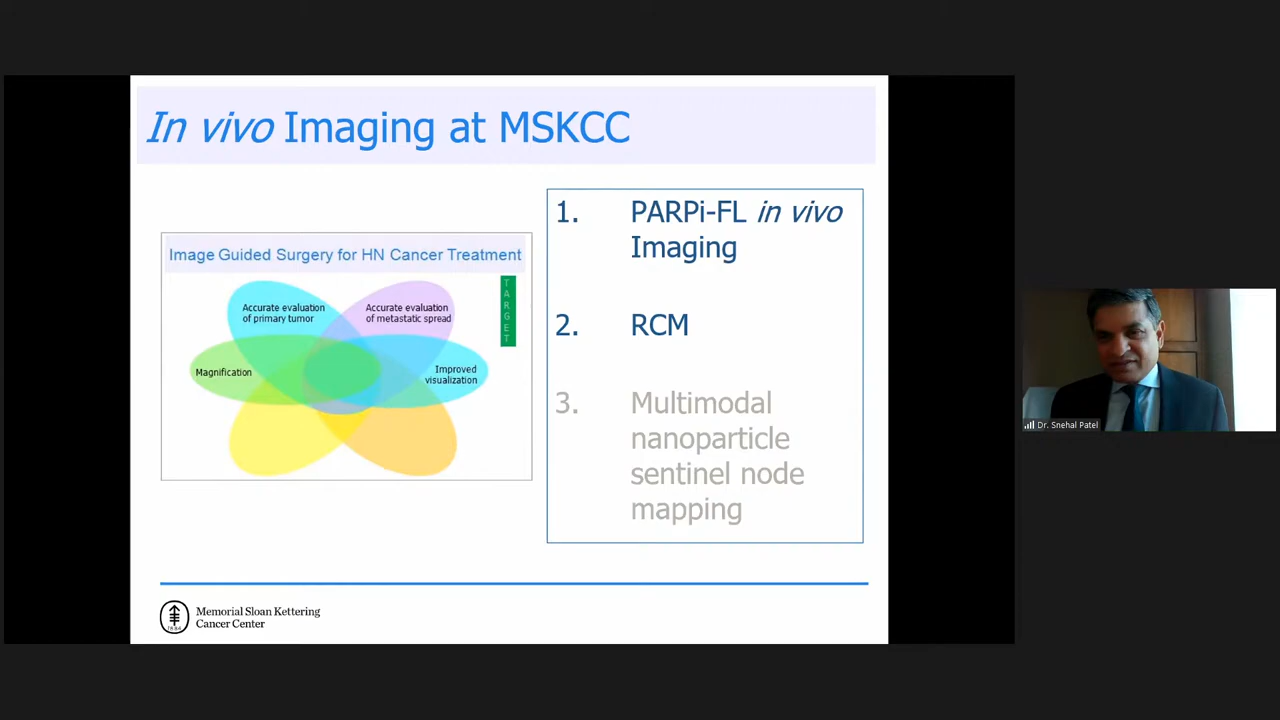 In vivo Imaging at MSKCC
Image Guided Surgery for HN Cancer Treatment
Accurate evaluation
of primary tumor
Accurate evaluation
of metastatic spread
TARGET
Magnification
Improved
visualization
1. PARPi-FL in vivo
Imaging
2. RCM
3. Multimodal
nanoparticle
sentinel node
mapping
Memorial Sloan Kettering
Cancer Center
Dr. Snehal Patel